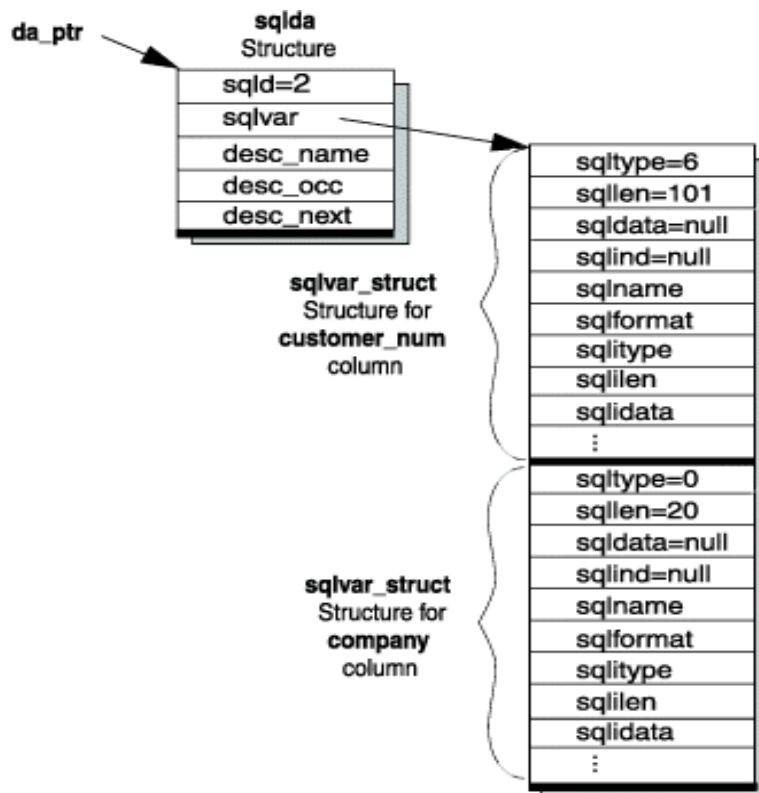 da_ptr
sqlda
Structure
sqld=2
sqlvar
desc_name
desc_occ
desc_next
sqlvar_struct
Structure for
customer_num
column
sqltype=6
sqllen=101
sqldata=null
sqlind=null
sqlname
sqlformat
sqlitype
sqlilen
sqlidata
⋮
sqlvar_struct
Structure for
company
column
sqltype=0
sqllen=20
sqldata=null
sqlind=null
sqlname
sqlformat
sqlitype
sqlilen
sqlidata
⋮